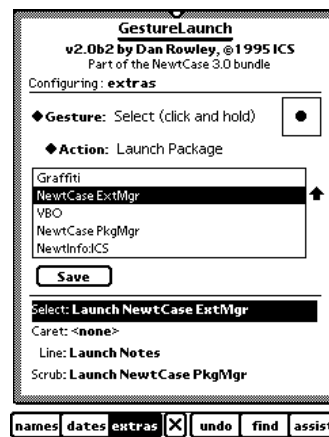 GestureLaunch
v2.0b2 by Dan Rowley, ©1995 ICS
Part of the NewtCase 3.0 bundle
Configuring: extras
◆Gesture: Select (click and hold)
◆Action: Launch Package
Graffiti
NewtCase ExtMgr
VBO
NewtCase PkgMgr
NewtInfo:ICS
Save
Select: Launch NewtCase ExtMgr
Caret: <none>
Line: Launch Notes
Scrub: Launch NewtCase PkgMgr
names dates extras undo find assist